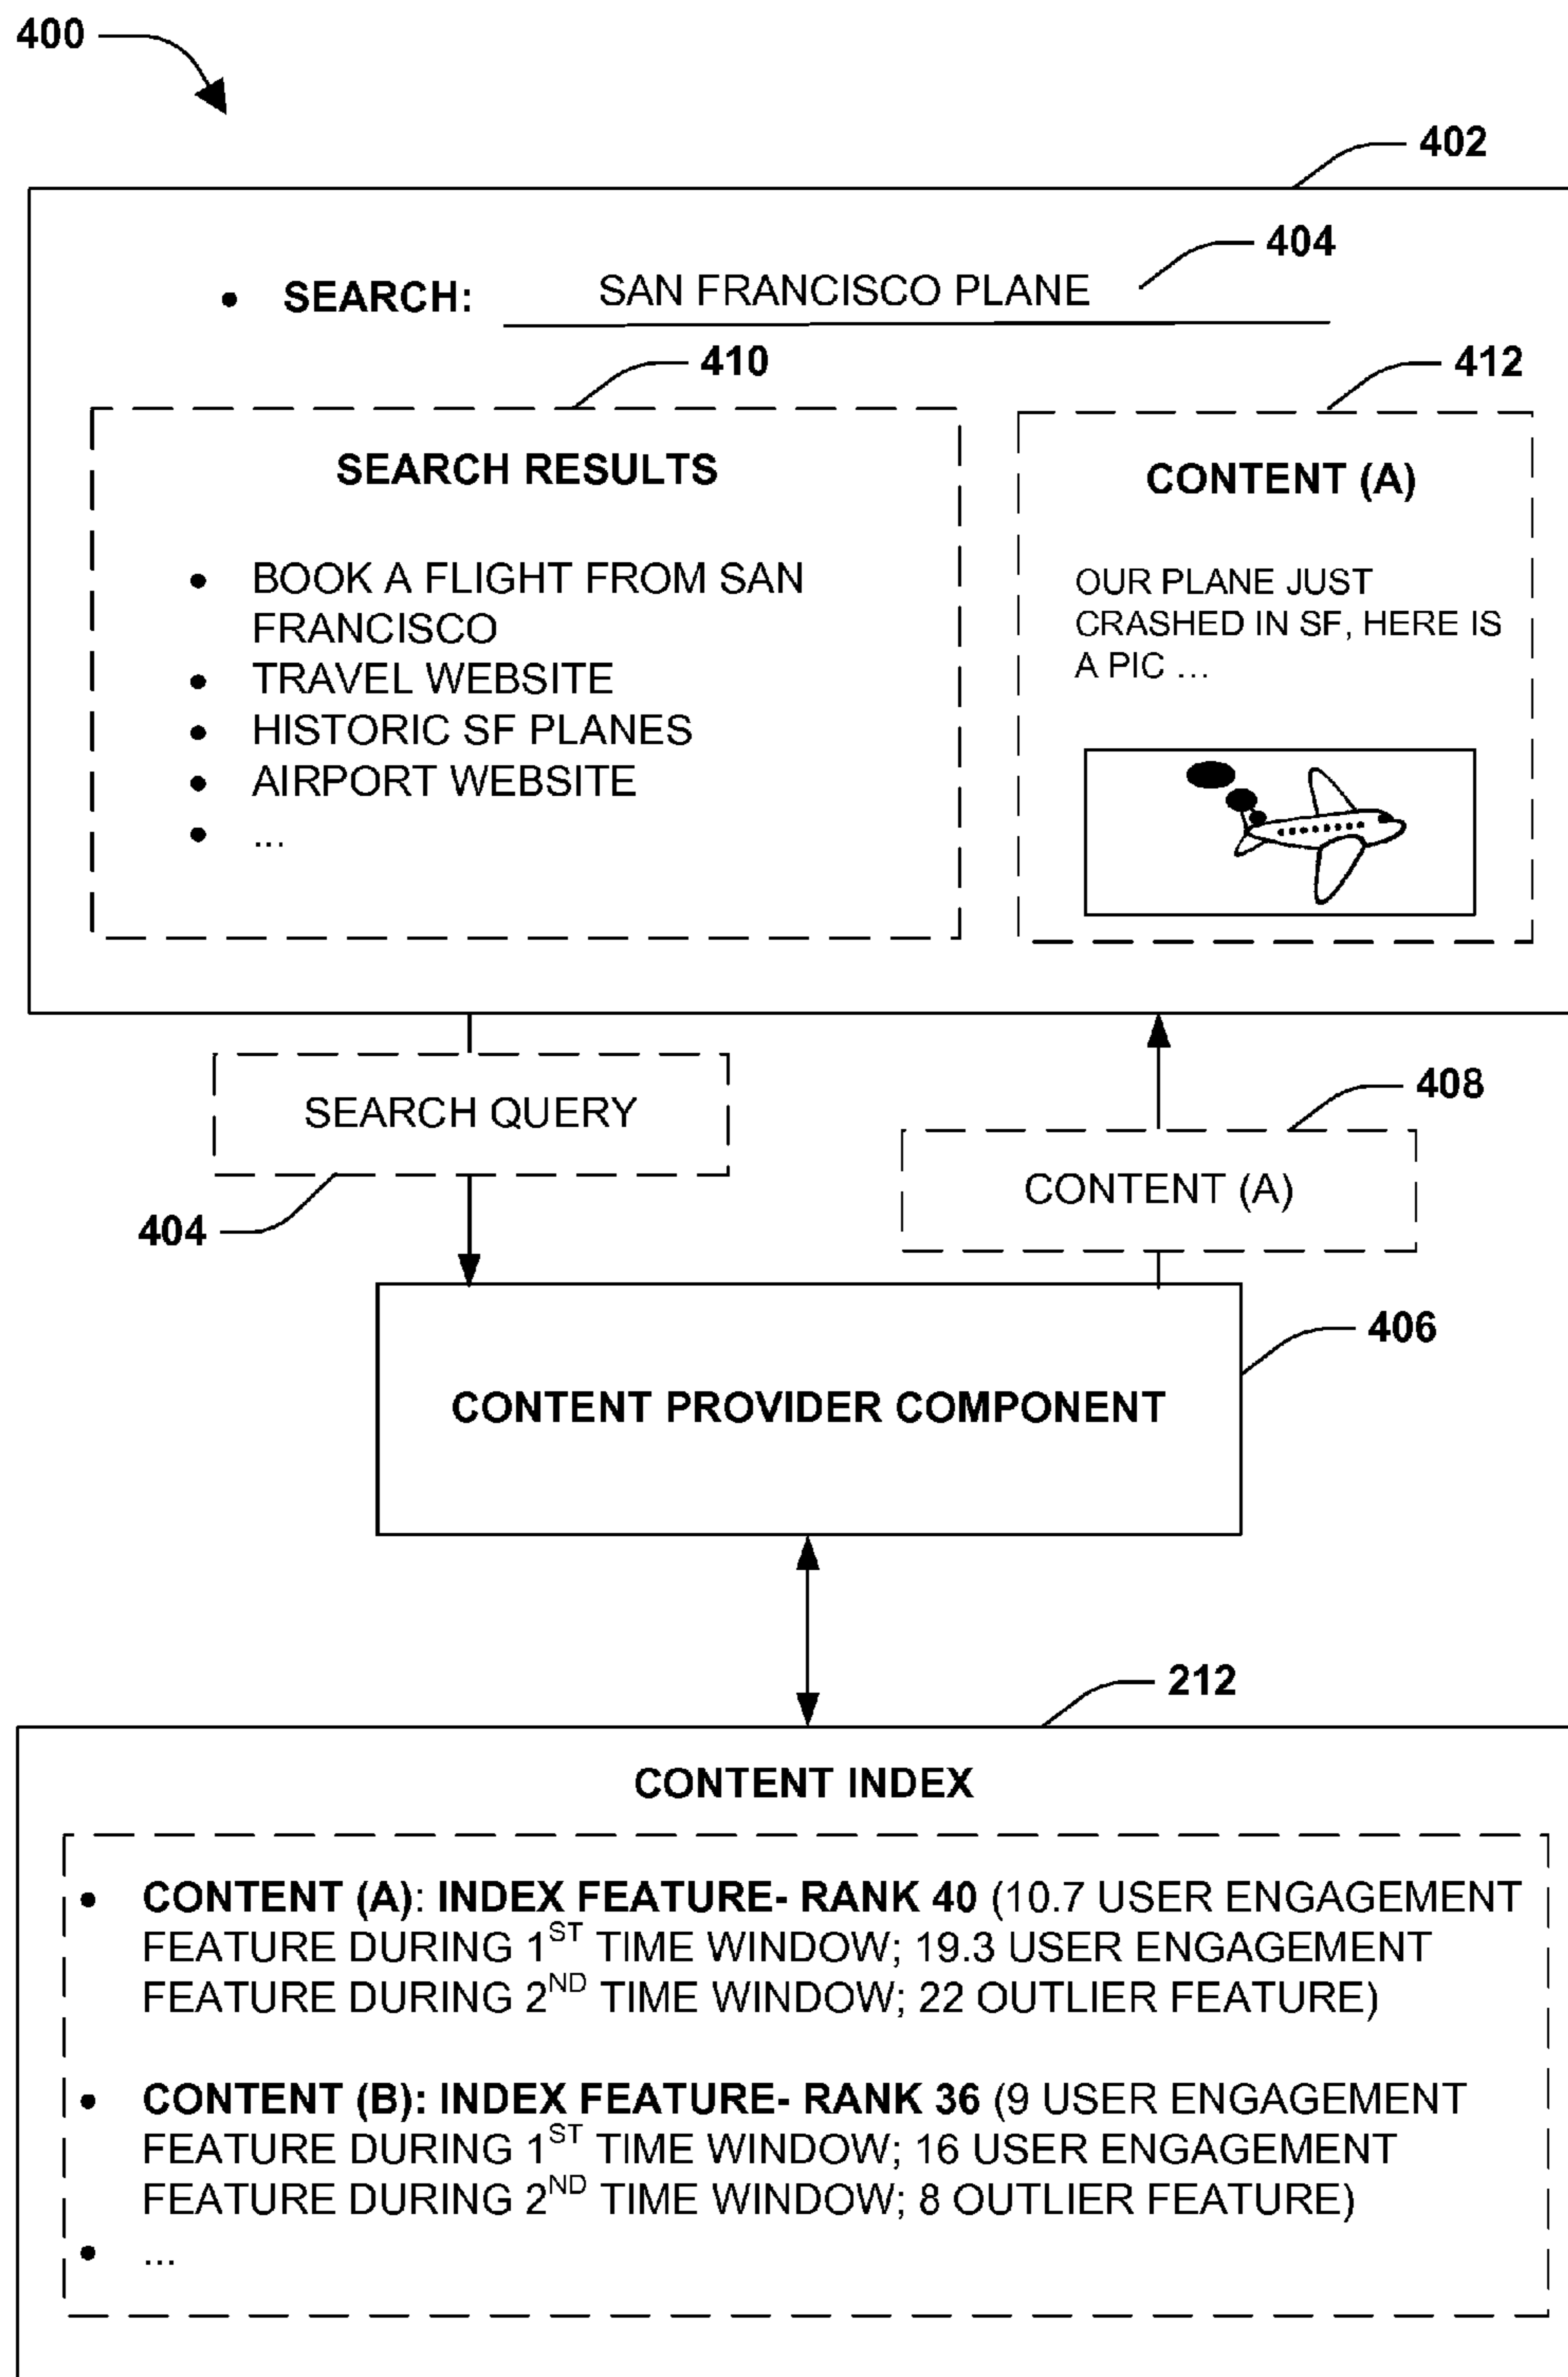 400
402
404
• SEARCH: SAN FRANCISCO PLANE
410
412
SEARCH RESULTS
• BOOK A FLIGHT FROM SAN
FRANCISCO
• TRAVEL WEBSITE
• HISTORIC SF PLANES
• AIRPORT WEBSITE
• ...
CONTENT (A)
OUR PLANE JUST
CRASHED IN SF, HERE IS
A PIC ...
SEARCH QUERY
404
408
CONTENT (A)
406
CONTENT PROVIDER COMPONENT
212
CONTENT INDEX
• CONTENT (A): INDEX FEATURE- RANK 40 (10.7 USER ENGAGEMENT
FEATURE DURING 1ST TIME WINDOW; 19.3 USER ENGAGEMENT
FEATURE DURING 2ND TIME WINDOW; 22 OUTLIER FEATURE)
• CONTENT (B): INDEX FEATURE- RANK 36 (9 USER ENGAGEMENT
FEATURE DURING 1ST TIME WINDOW; 16 USER ENGAGEMENT
FEATURE DURING 2ND TIME WINDOW; 8 OUTLIER FEATURE)
• ...